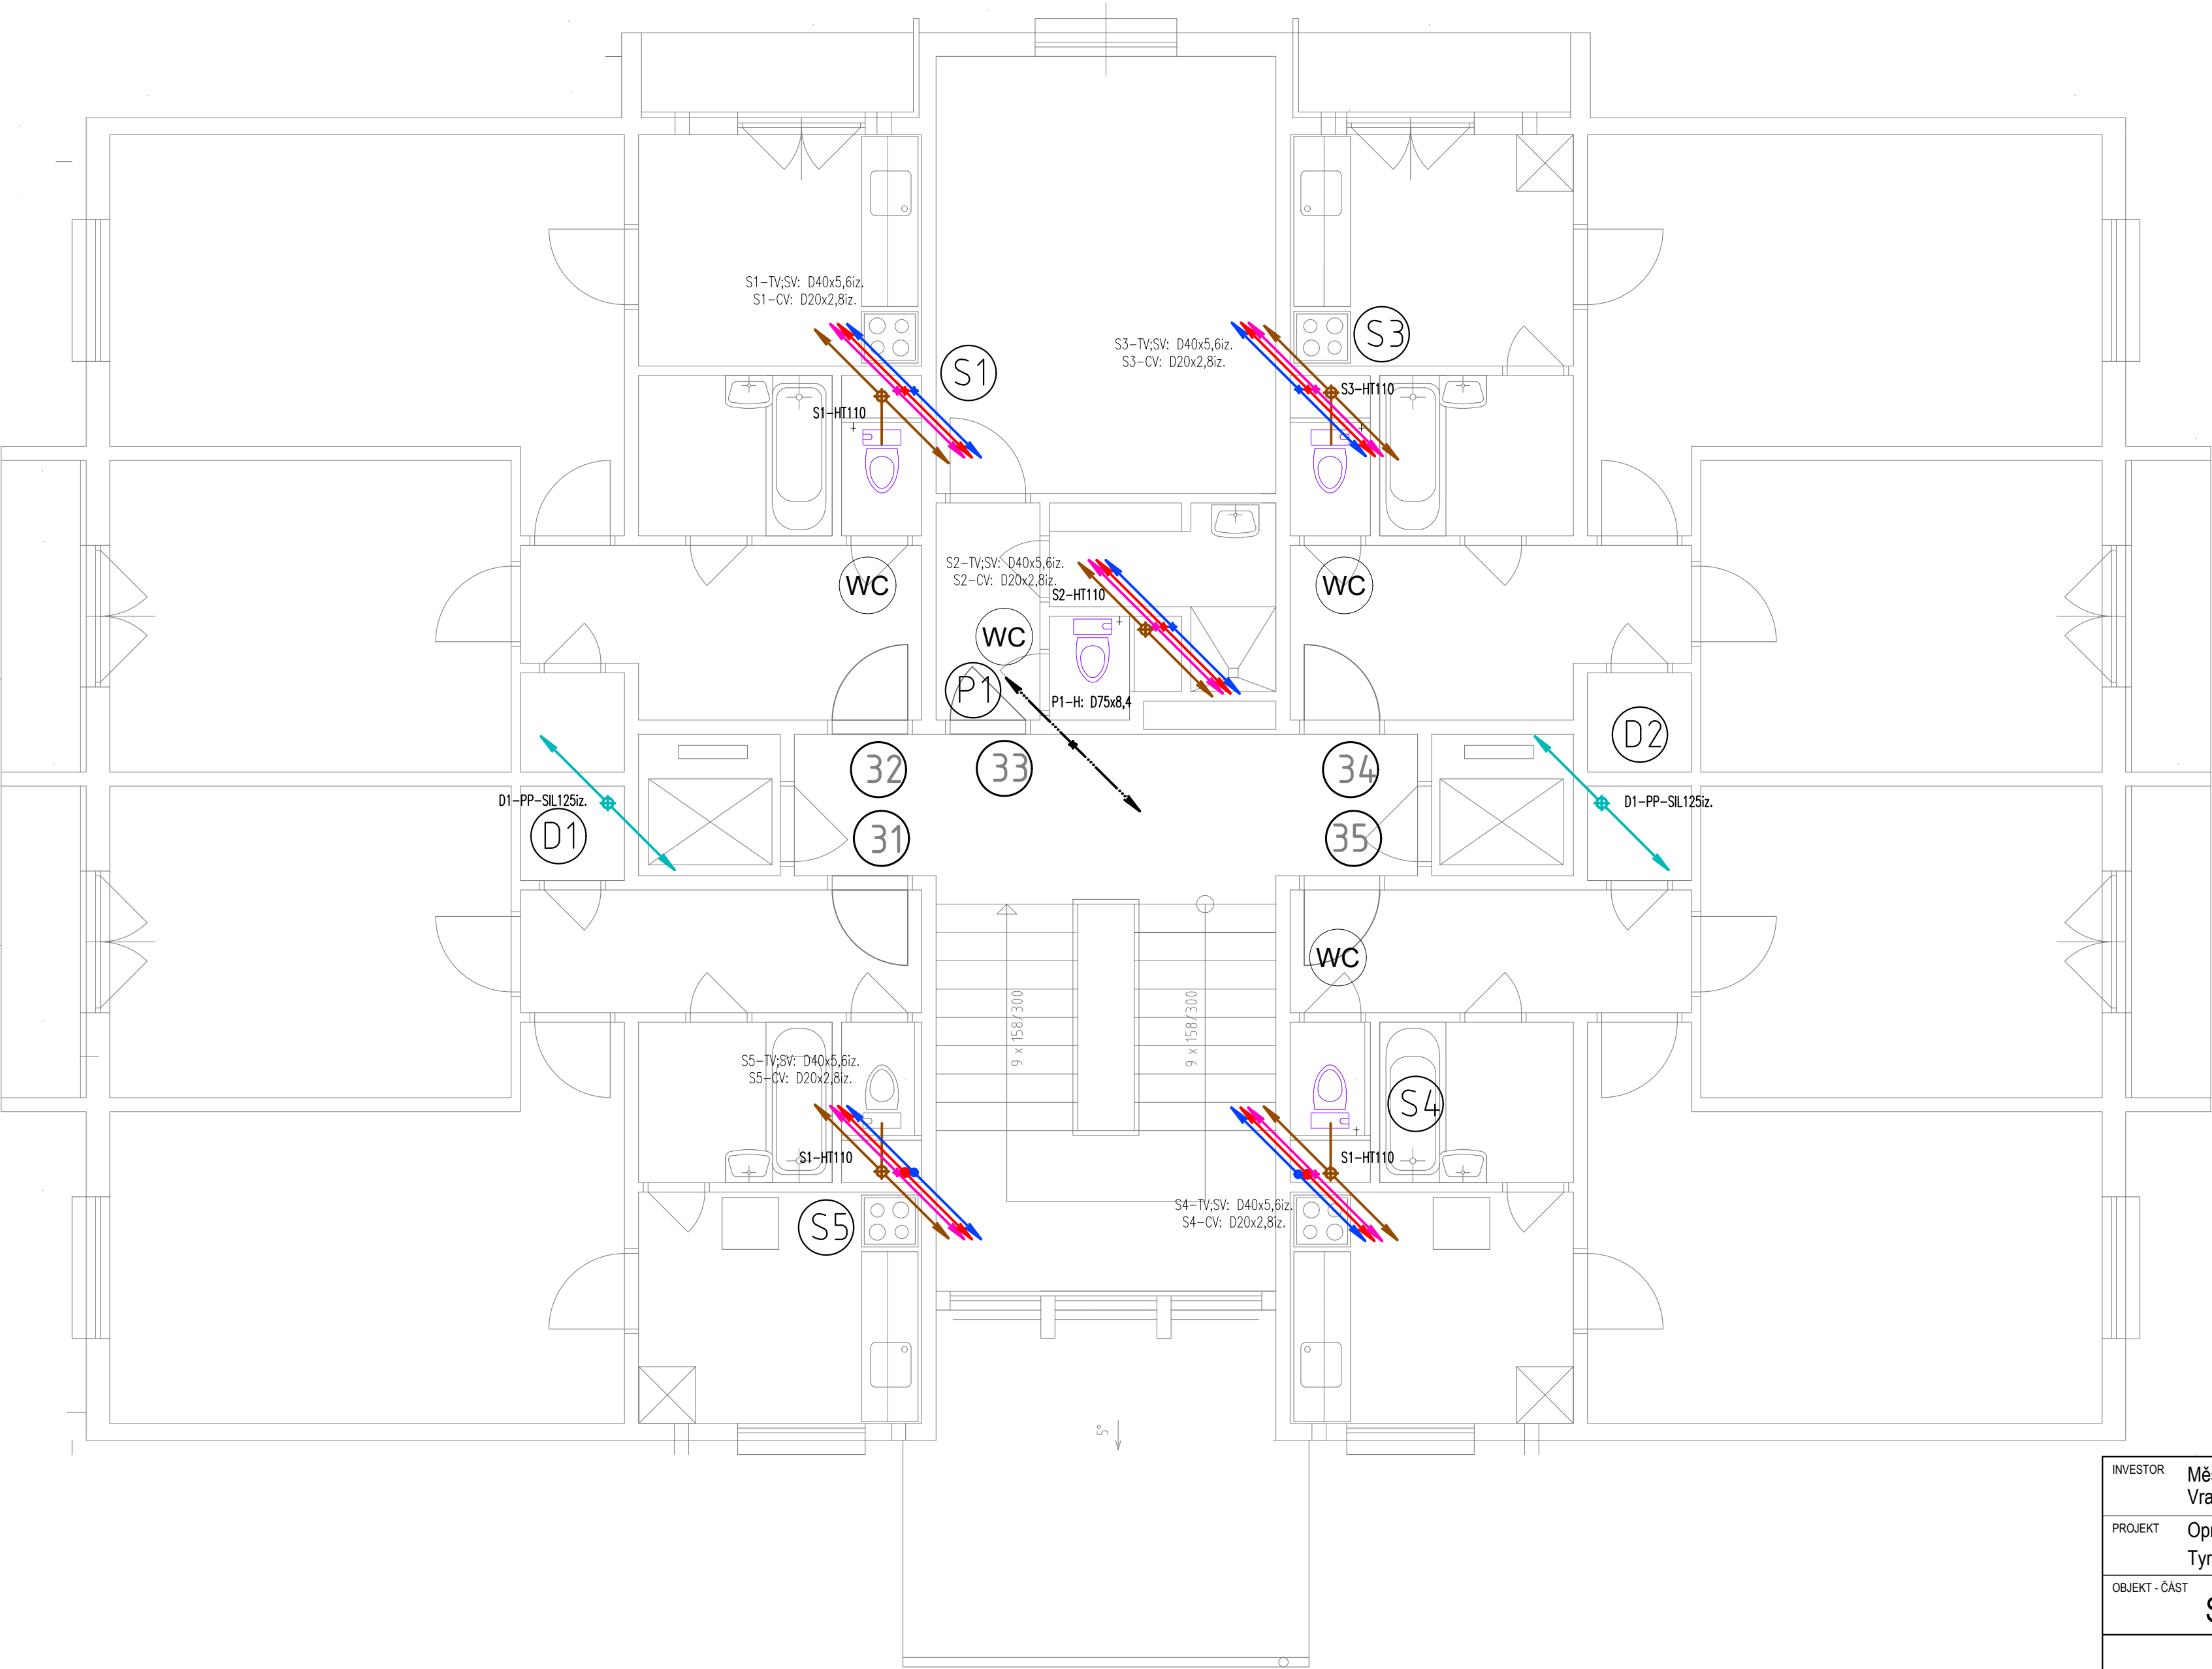 S1-TV;SV: D40x5,6iz.
S1-CV: D20x2,8iz.
S1
S3-TV;SV: D40x5,6iz.
S3-CV: D20x2,8iz.
S3
S1-HT110
S3-HT110
S2-TV;SV: D40x5,6iz.
S2-CV: D20x2,8iz.
S2-HT110
WC
WC
WC
P1
P1-H: D75x8,4
D2
32
33
34
D1-PP-SIL125iz.
D1-PP-SIL125iz.
D1
31
35
WC
9 x 158/300
9 x 158/300
S5-TV;SV: D40x5,6iz.
S5-CV: D20x2,8iz.
S4
S1-HT110
S1-HT110
S5
S4-TV;SV: D40x5,6iz.
S4-CV: D20x2,8iz.
5°
INVESTOR
PROJEKT
OBJEKT - ČÁST